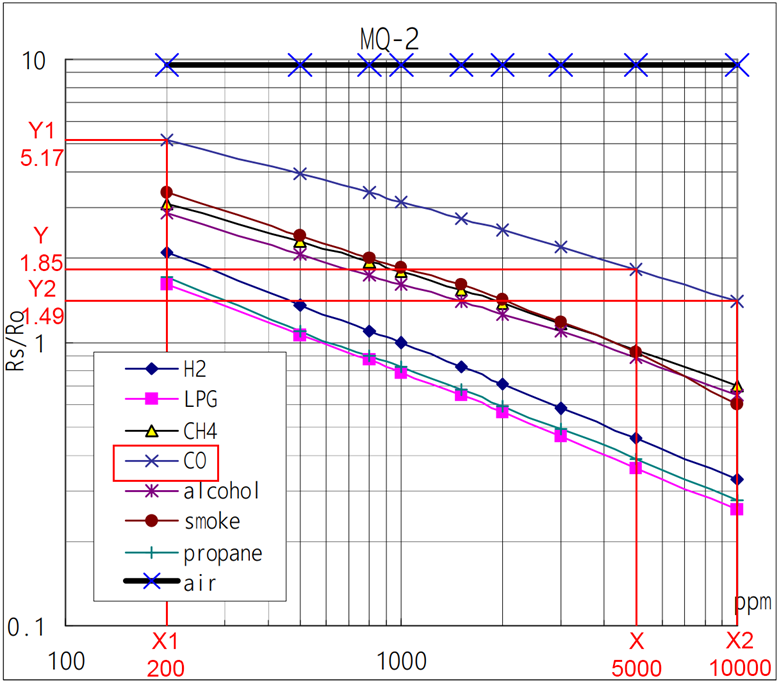 MQ-2
10
Y1
5.17
Y
1.85
Y2
1.49
Rs/Ro
1
H2
LPG
CH4
CO
alcohol
smoke
propane
air
ppm
0.1
X1
X
X2
100
200
1000
5000
10000